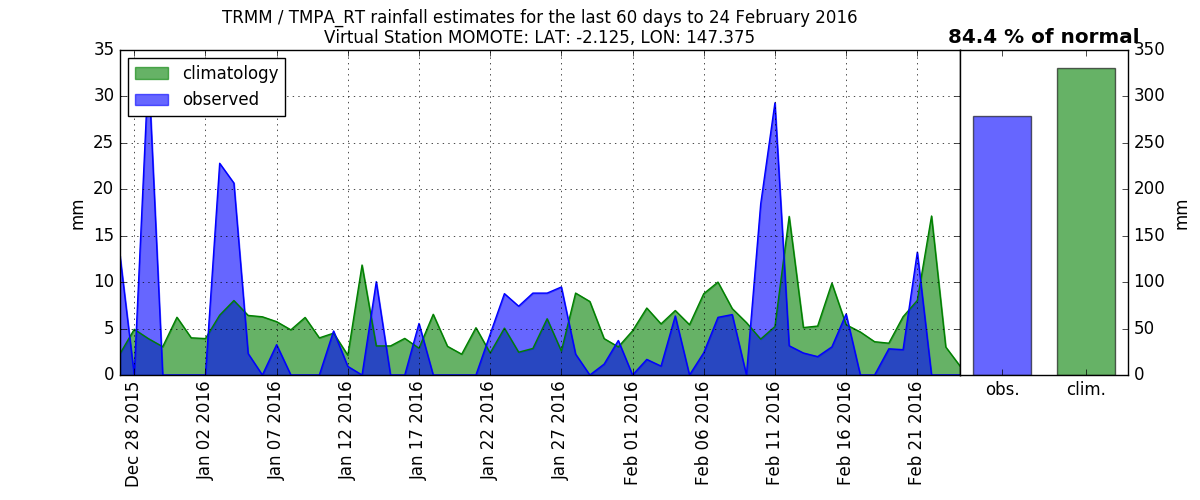 TRMM / TMPA_RT rainfall estimates for the last 60 days to 24 February 2016
Virtual Station MOMOTE: LAT: -2.125, LON: 147.375
84.4 % of normal
climatology
observed
35
30
25
20
15
10
5
0
mm
Dec 28 2015
Jan 02 2016
Jan 07 2016
Jan 12 2016
Jan 17 2016
Jan 22 2016
Jan 27 2016
Feb 01 2016
Feb 06 2016
Feb 11 2016
Feb 16 2016
Feb 21 2016
obs.
clim.
350
300
250
200
150
100
50
0
mm